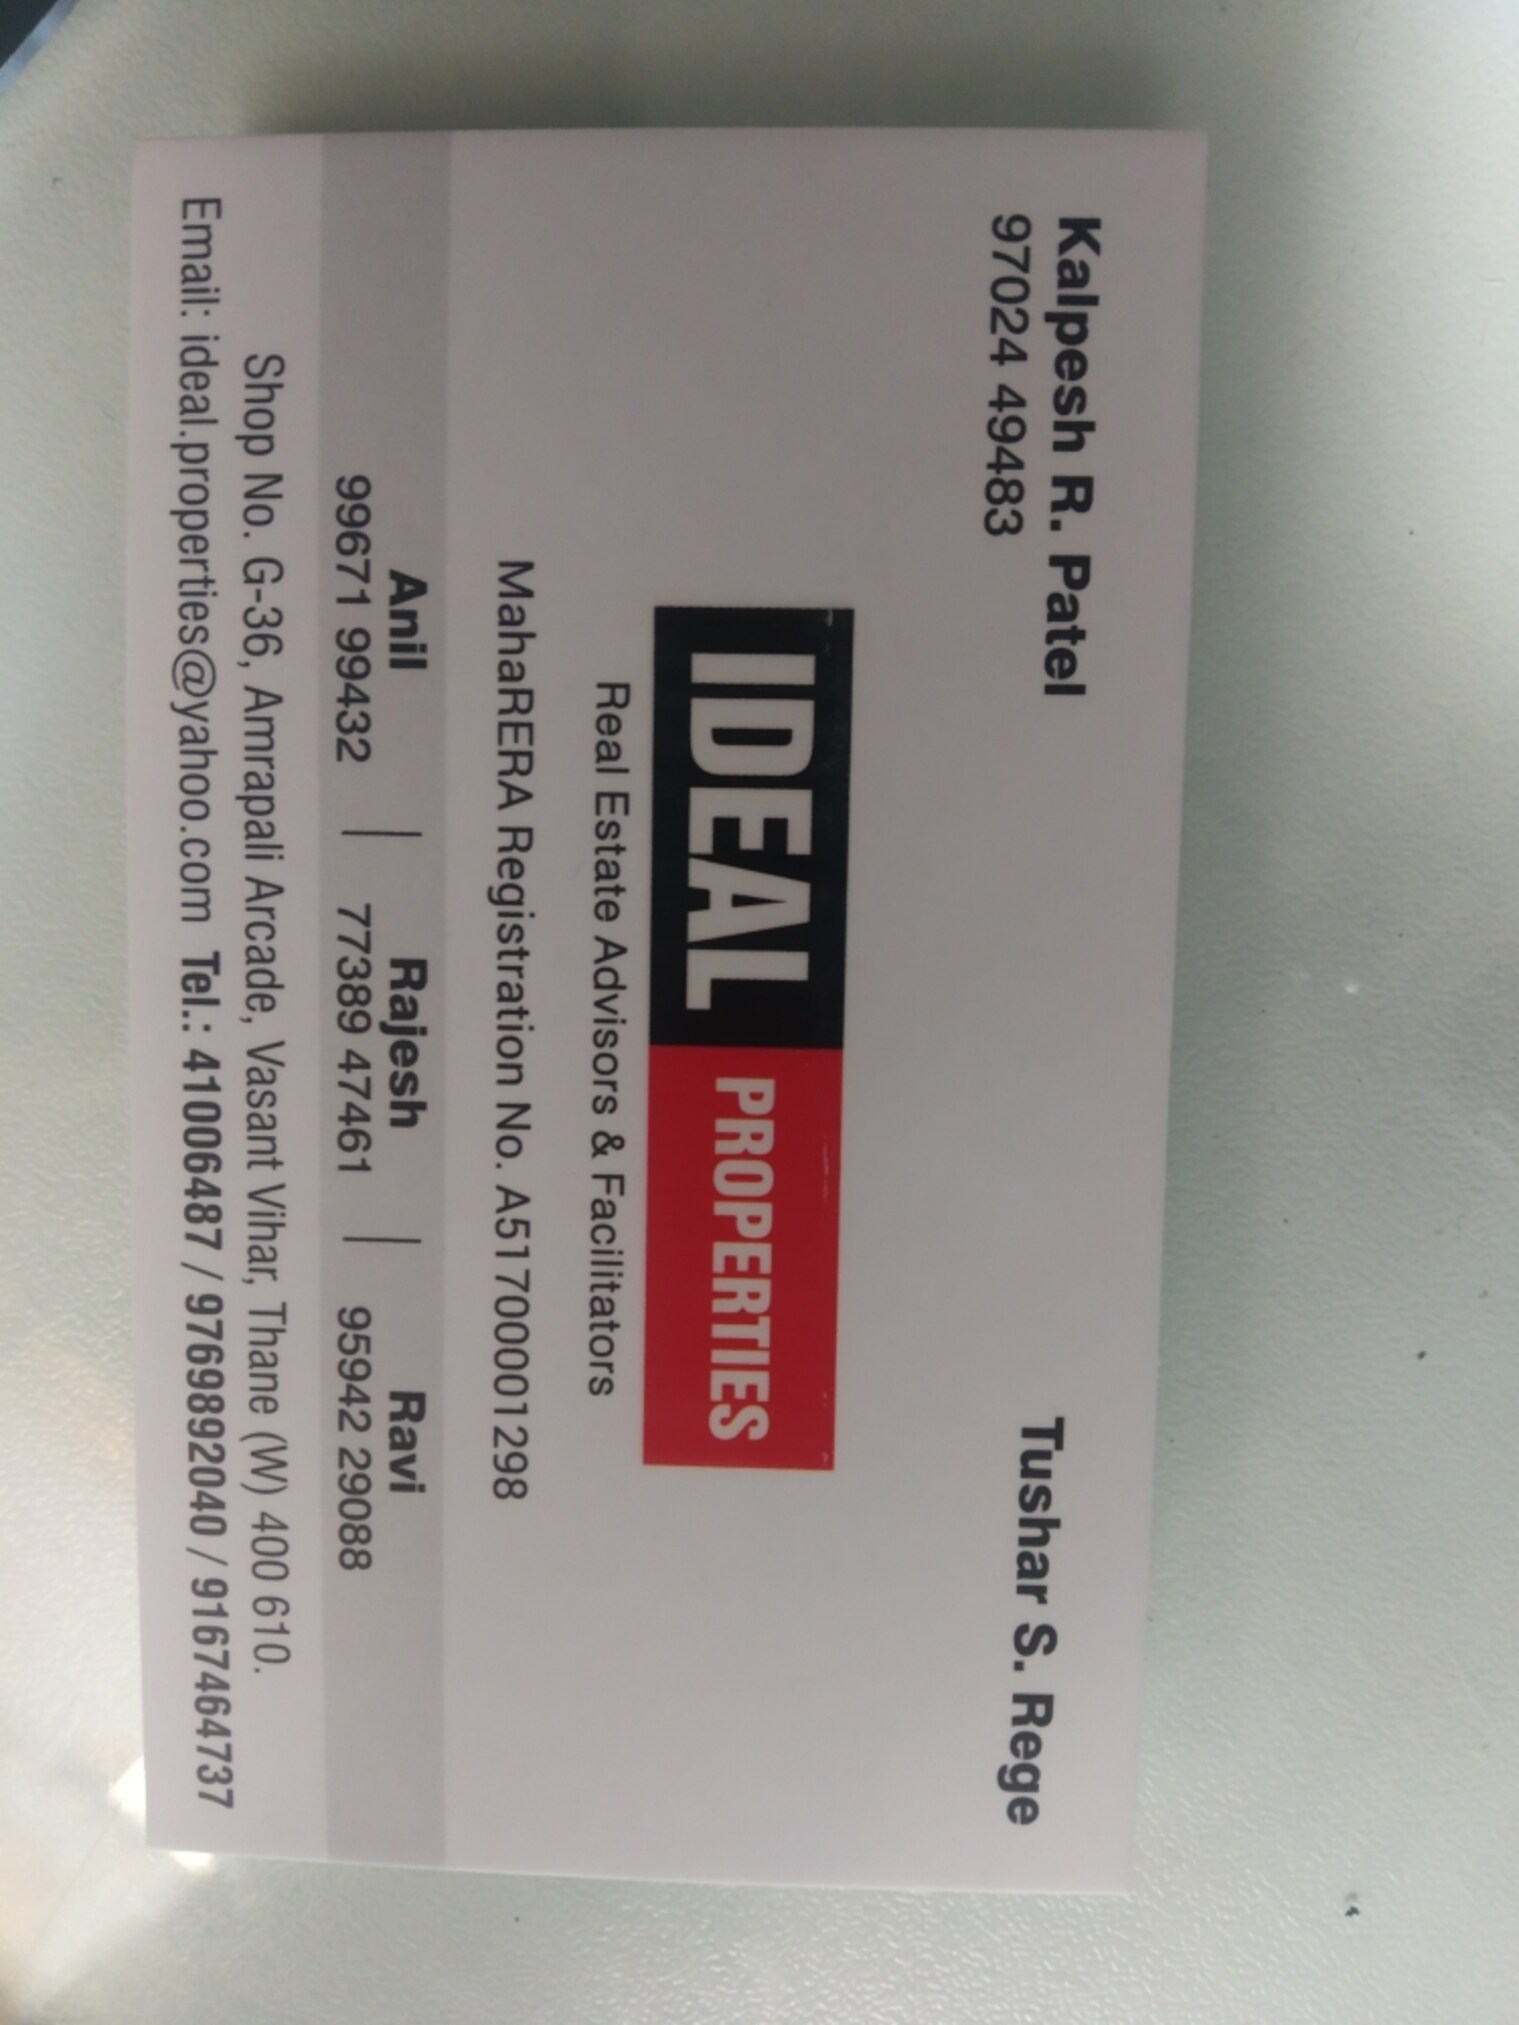 Kalpesh R. Patel Tushar S. Rege
97024 49483
IDEAL PROPERTIES
Real Estate Advisors & Facilitators
MahaRERA Registration No. A51700001298
Anil | Rajesh | Ravi
99671 99432 | 77389 47461 | 95942 29088
Shop No. G-36, Amrapali Arcade, Vasant Vihar, Thane (W) 400 610.
Email: ideal.properties@yahoo.com Tel.: 41006487 / 9769892040 / 9167464737